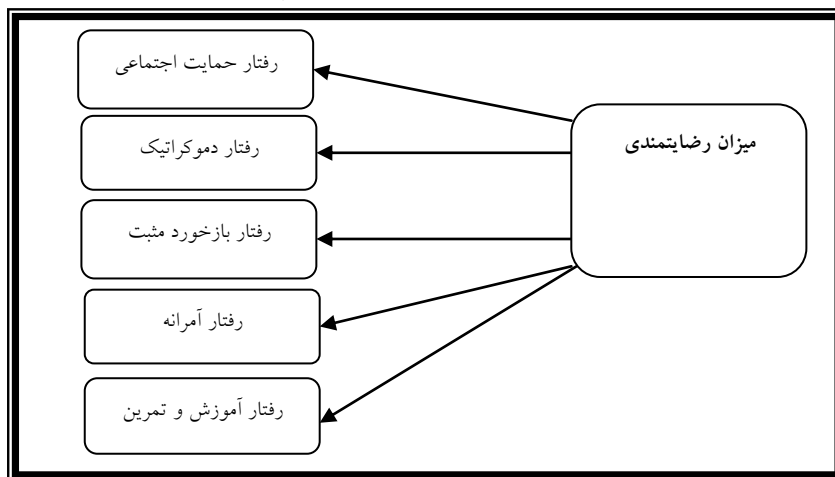 رفتار حمایت اجتماعی
میزان رضایتمندی
رفتار دموکراتیک
رفتار بازخورد مثبت
رفتار آمرانه
رفتار آموزش و تمرین